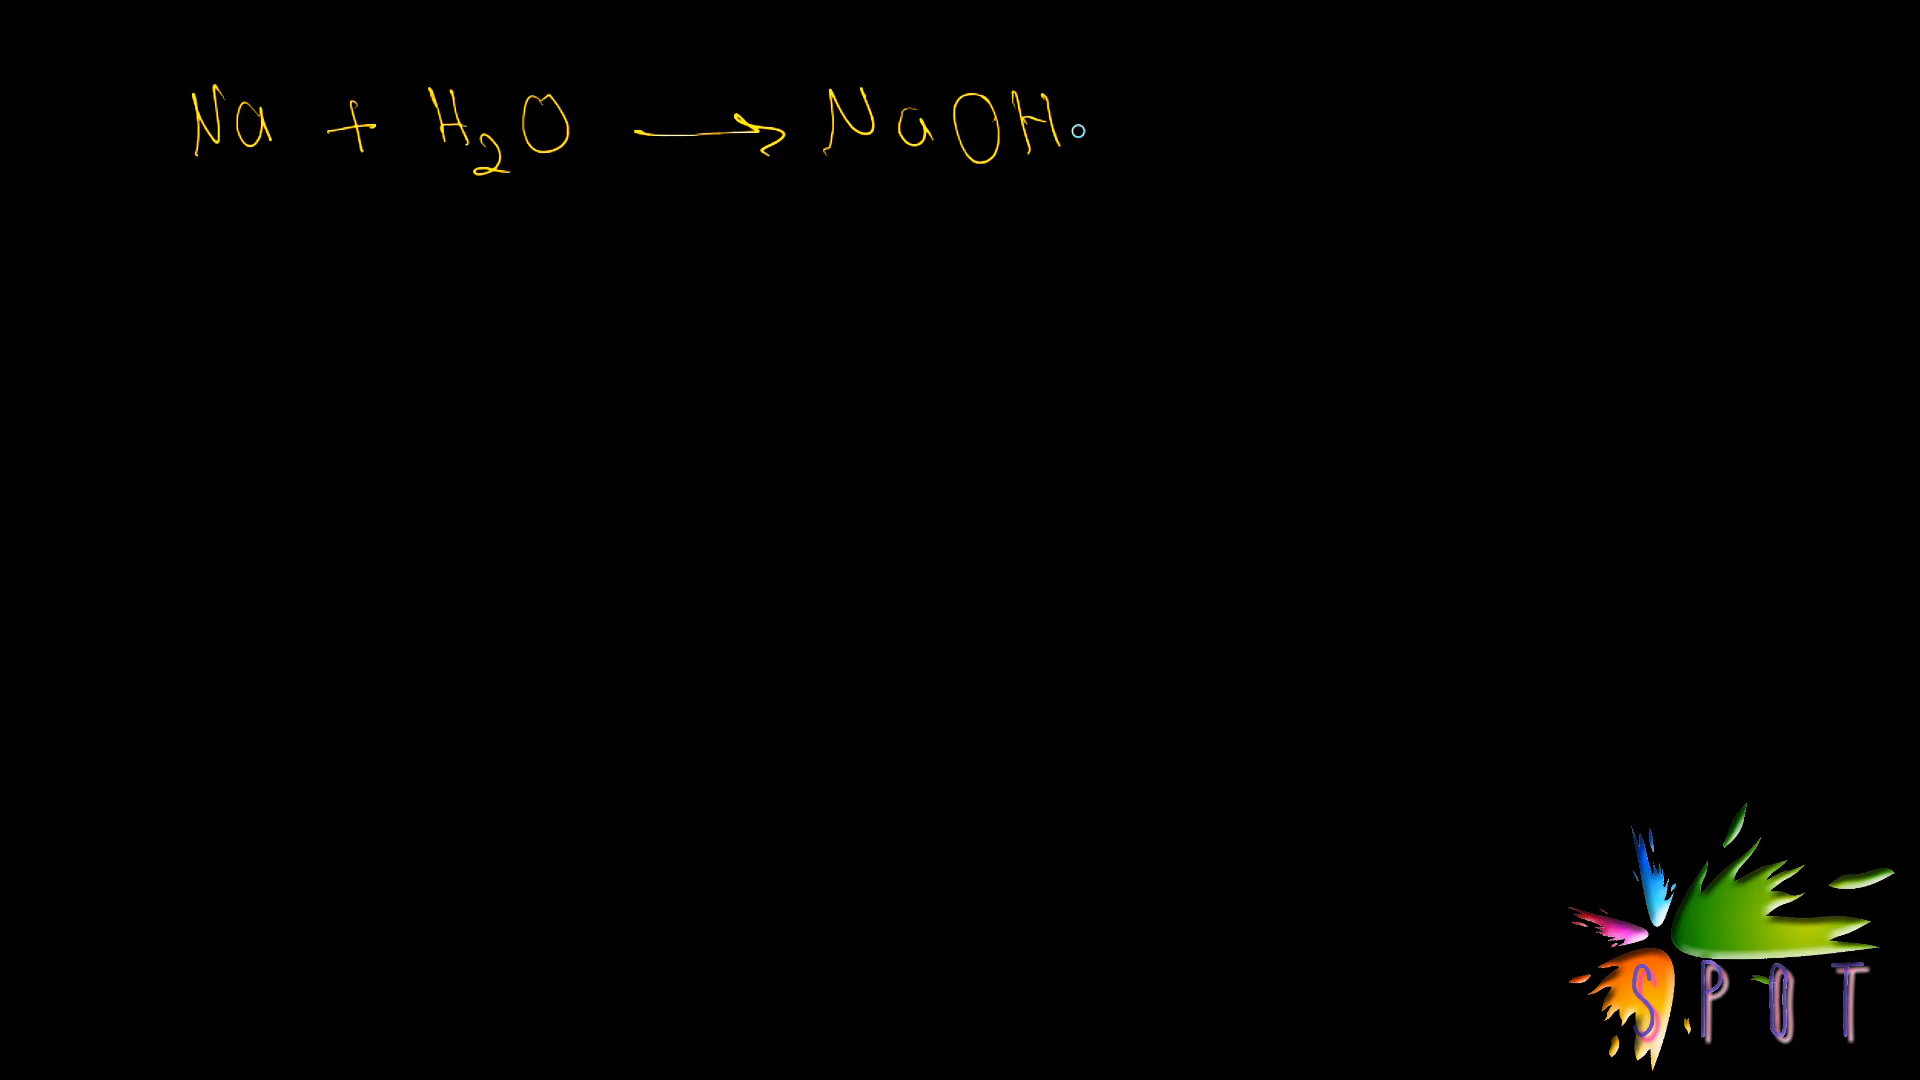 Na + H₂O → NaOH
SPOT